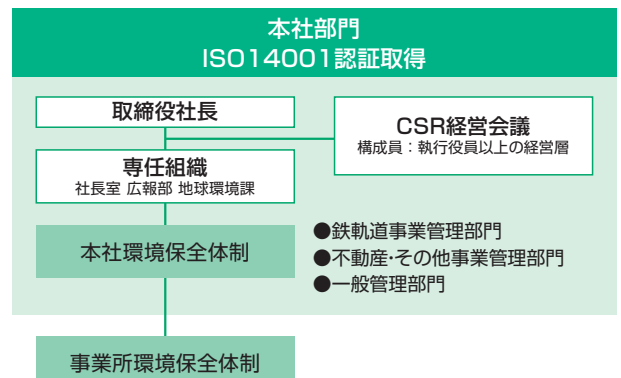 本社部門
ISO14001認証取得
取締役社長
CSR経営会議
構成員：執行役員以上の経営層
専任組織
社長室 広報部 地球環境課
本社環境保全体制
●鉄軌道事業管理部門
●不動産･その他事業管理部門
●一般管理部門
事業所環境保全体制